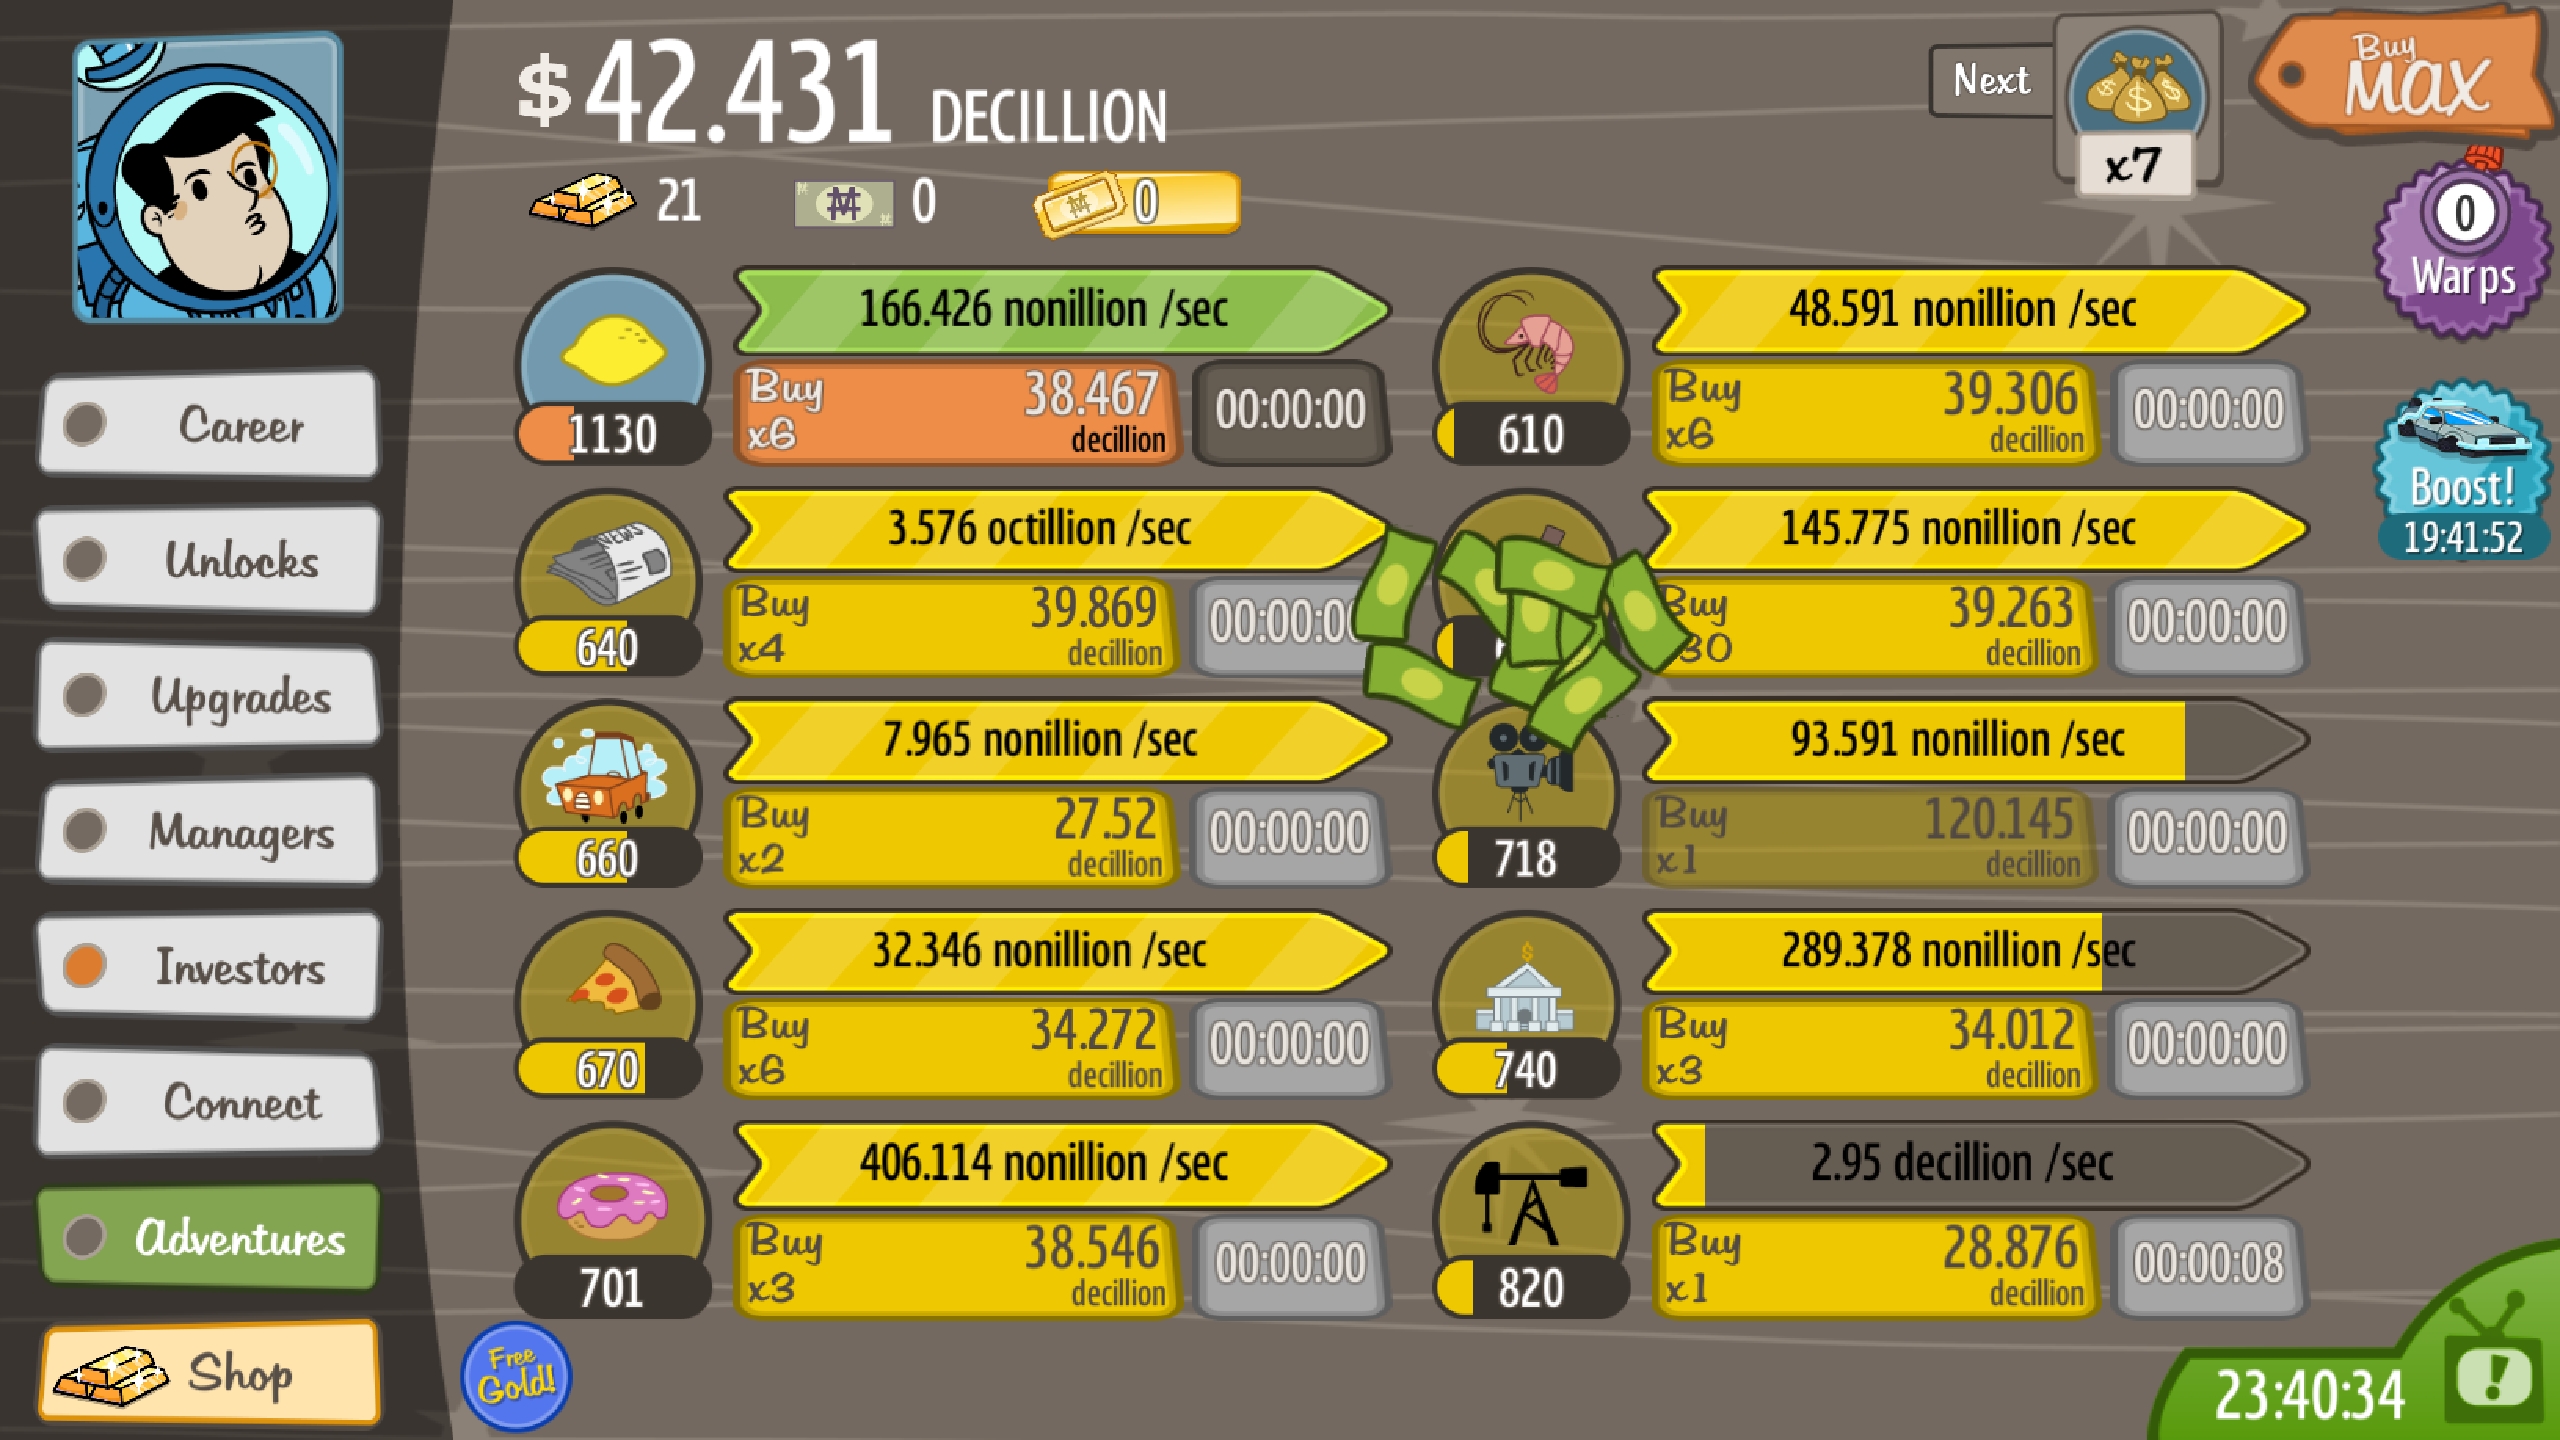 $42.431 DECILLION
Next
x7
Buy
MAX
21
0
0
0
Warps
Boost!
19:41:52
Career
Unlocks
Upgrades
Managers
Investors
Connect
Adventures
Shop
166.426 nonillion /sec
1130
Buy
x6
38.467
decillion
00:00:00
NEWS
3.576 octillion /sec
640
Buy
x4
39.869
decillion
7.965 nonillion /sec
660
Buy
x2
27.52
decillion
00:00:00
32.346 nonillion /sec
670
Buy
x6
34.272
decillion
00:00:00
406.114 nonillion /sec
701
Buy
x3
38.546
decillion
00:00:00
48.591 nonillion /sec
610
Buy
x6
39.306
decillion
00:00:00
145.775 nonillion /sec
Buy
39.263
decillion
00:00:00
93.591 nonillion /sec
718
Buy
x1
120.145
decillion
00:00:00
289.378 nonillion /sec
740
Buy
x3
34.012
decillion
00:00:00
2.95 decillion /sec
820
Buy
x1
28.876
decillion
00:00:08
Free
Gold!
23:40:34